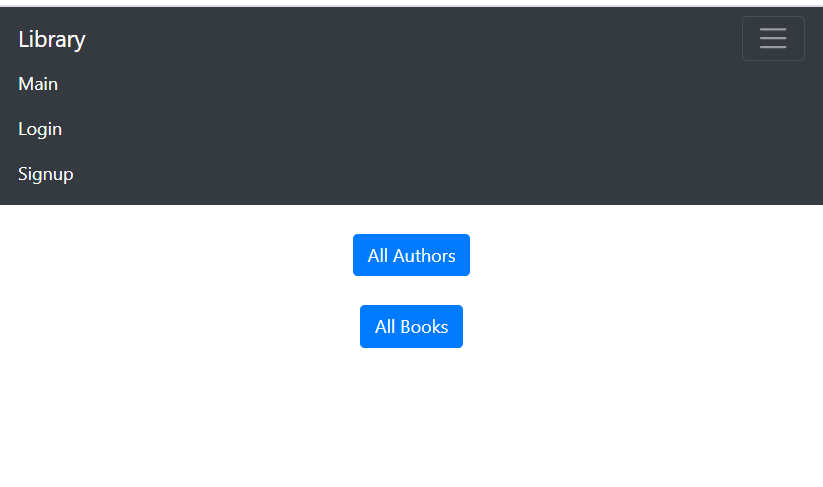 Library
Main
Login
Signup
All Authors
All Books